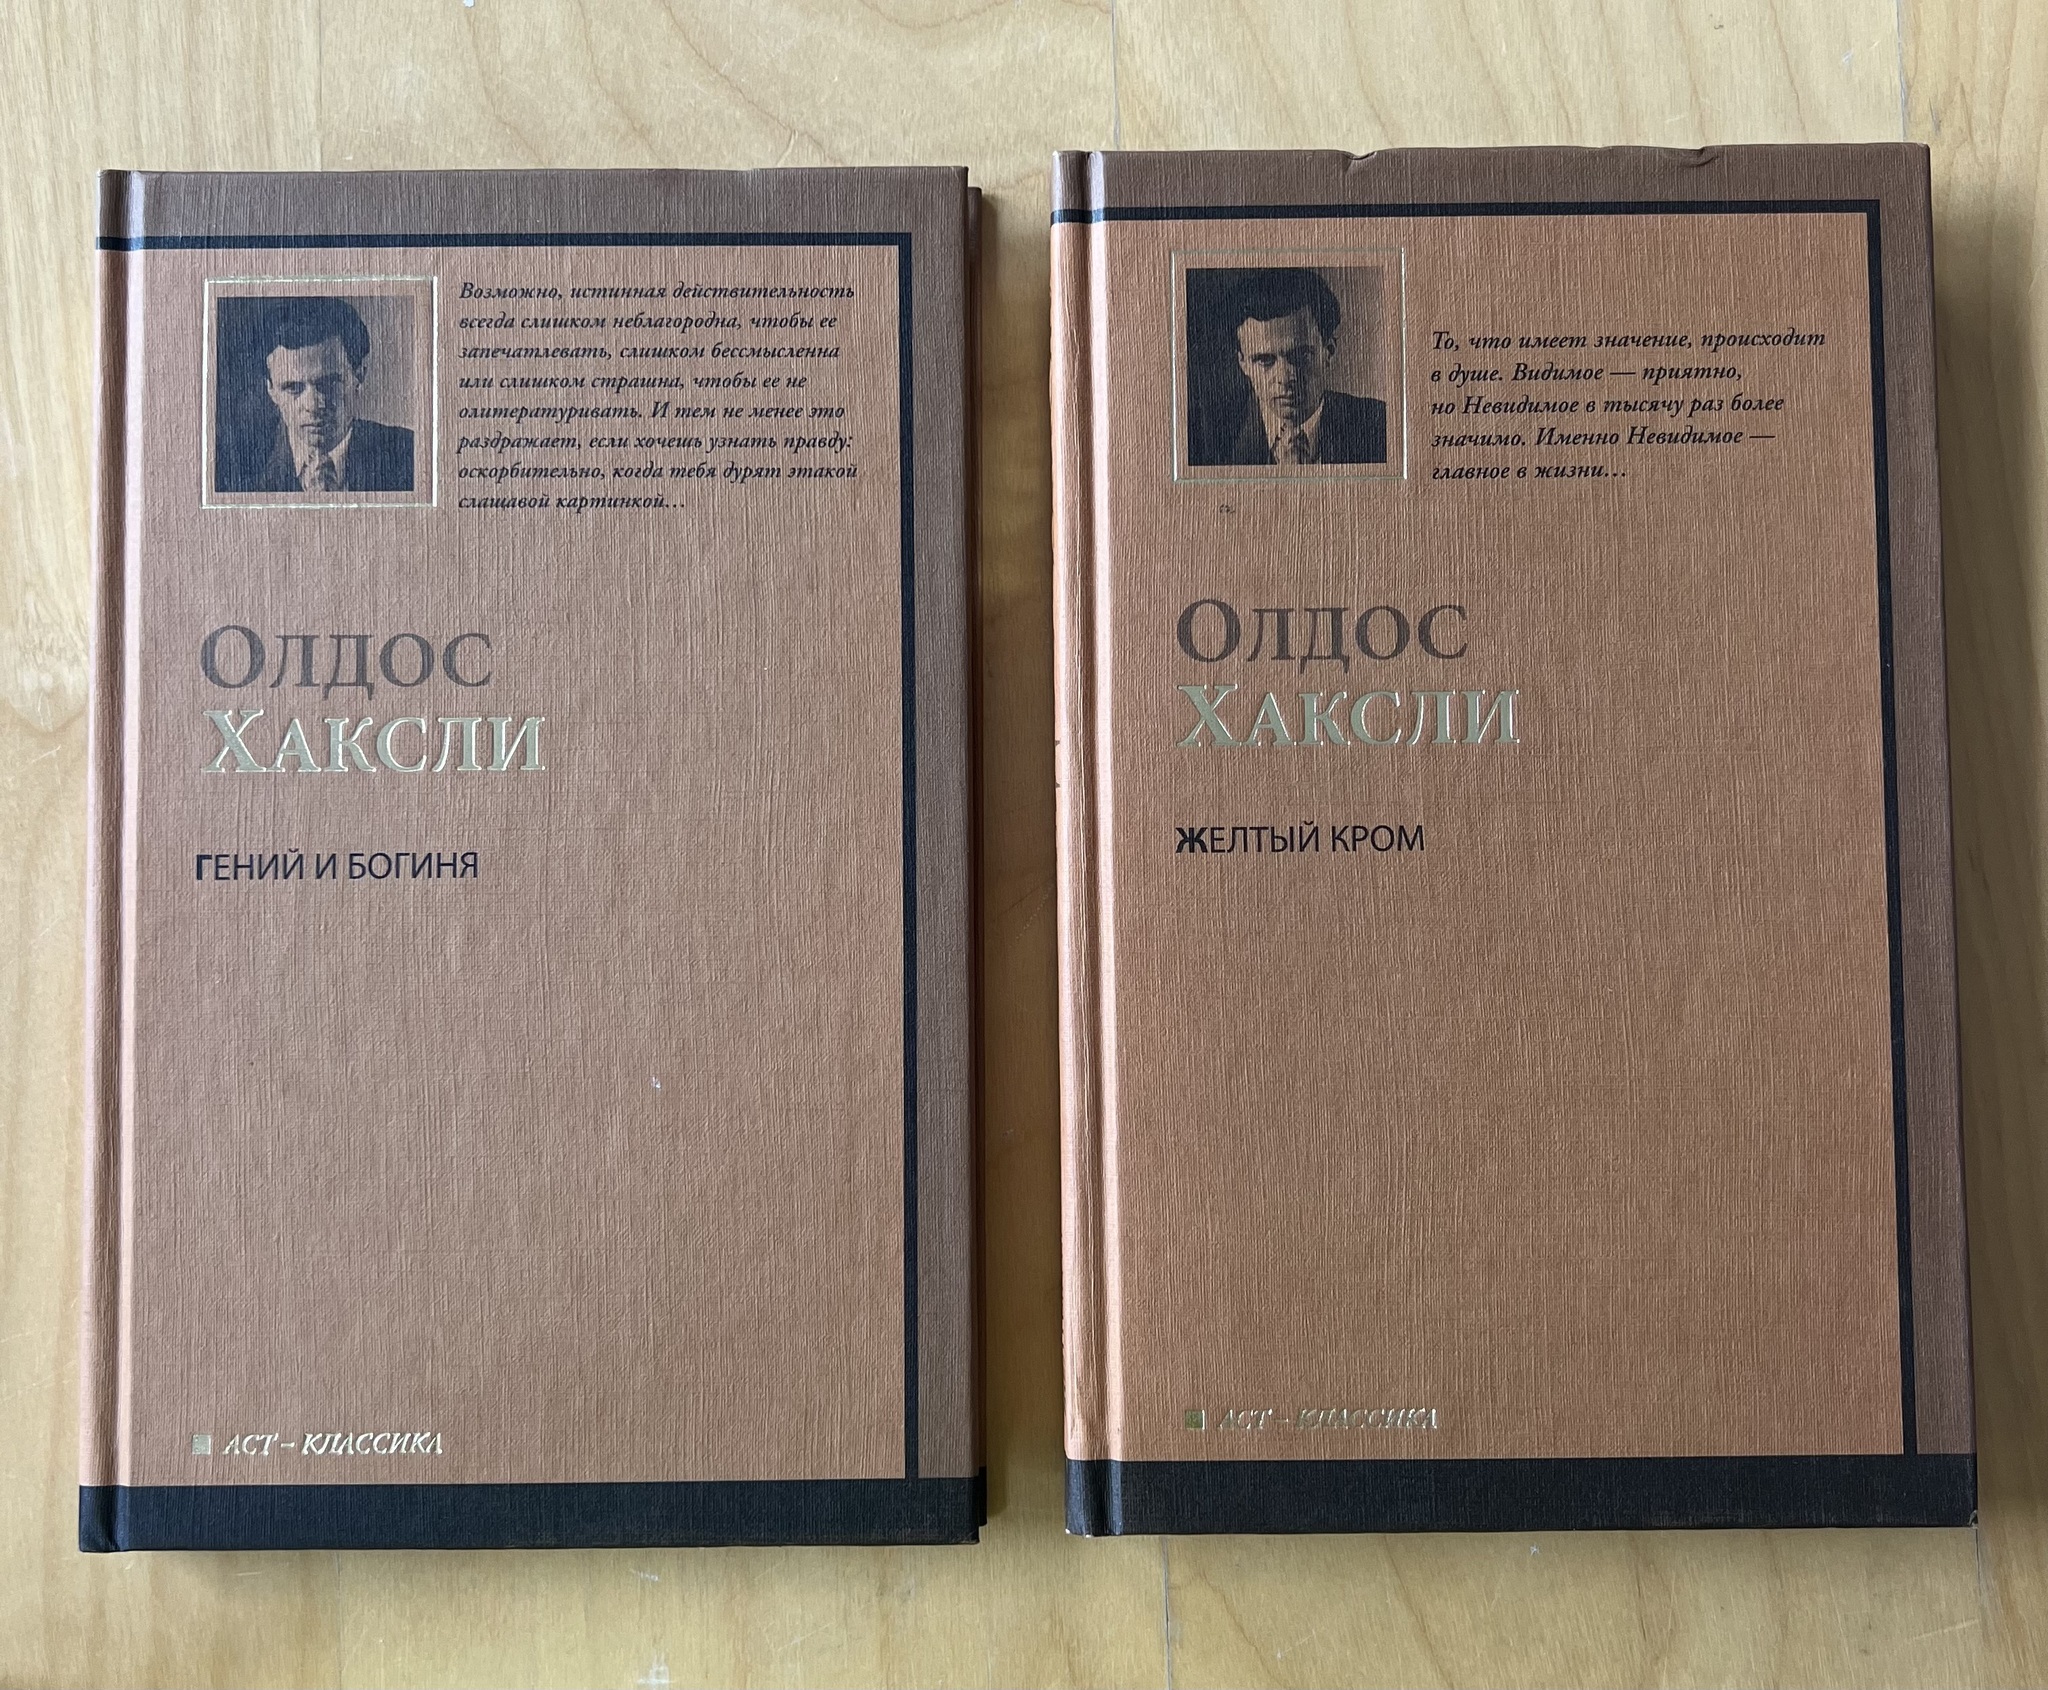 Возможно, истинная действительность
всегда слишком неблагородна, чтобы ее
запечатлевать, слишком бессмысленна
или слишком страшна, чтобы ее не
олитературивать. И тем не менее это
раздражает, если хочешь узнать правду:
оскорбительно, когда тебя дурят этакой
слащавой картинкой…
Олдос
Хаксли
ГЕНИЙ И БОГИНЯ
АСТ – КЛАССИКА
То, что имеет значение, происходит
в душе. Видимое — приятно,
но Невидимое в тысячу раз более
значимо. Именно Невидимое —
главное в жизни…
Олдос
Хаксли
ЖЕЛТЫЙ КРОМ
АСТ – КЛАССИКА